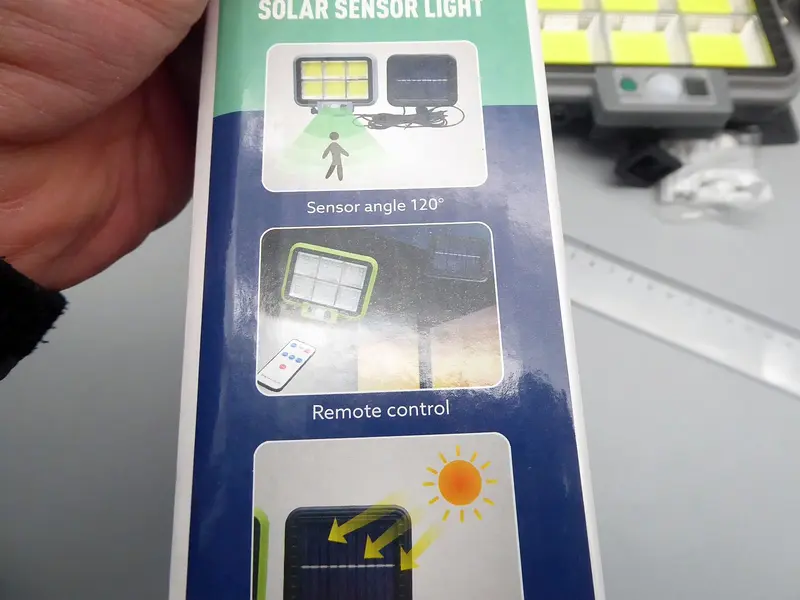 SOLAR SENSOR LIGHT
Sensor angle 120°
Remote control